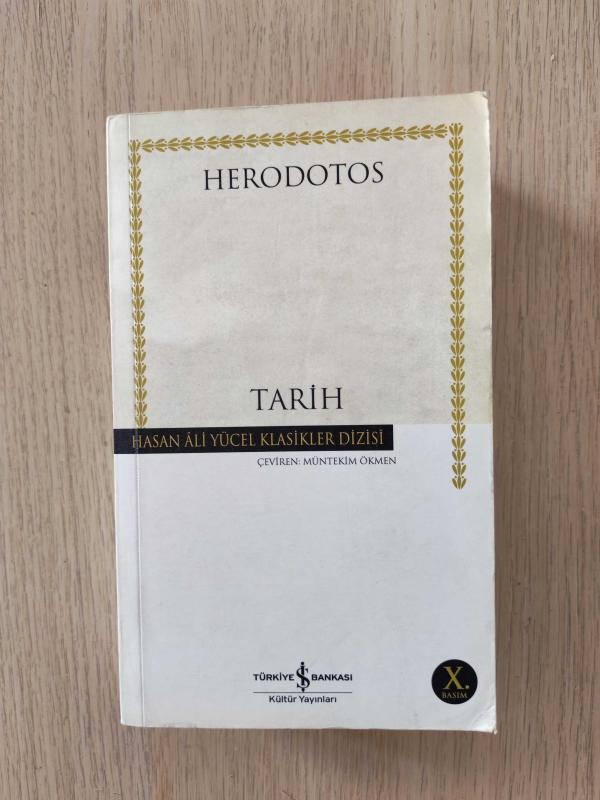 HERODOTOS
TARİH
HASAN ÂLİ YÜCEL KLASİKLER DİZİSİ
ÇEVİREN: MÜNTEKİM ÖKMEN
TÜRKİYE İŞ BANKASI
Kültür Yayınları
X.
BASIM